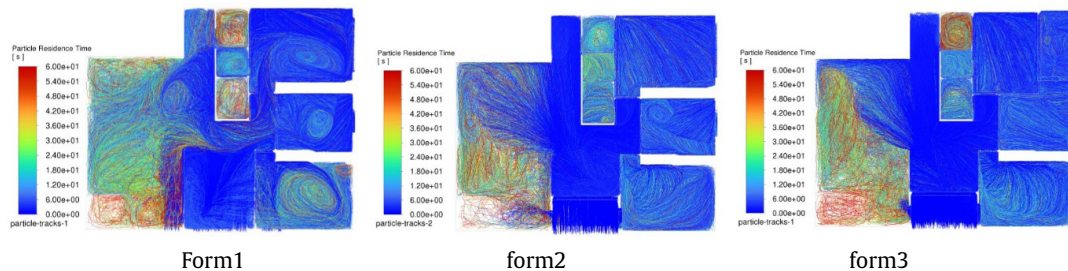 Particle Residence Time
[ s ]
6.00e+01
5.40e+01
4.80e+01
4.20e+01
3.60e+01
3.00e+01
2.40e+01
1.80e+01
1.20e+01
6.00e+00
0.00e+00
particle-tracks-1
Form1
Particle Residence Time
[ s ]
6.00e+01
5.40e+01
4.80e+01
4.20e+01
3.60e+01
3.00e+01
2.40e+01
1.80e+01
1.20e+01
6.00e+00
0.00e+00
particle-tracks-2
form2
Particle Residence Time
[ s ]
6.00e+01
5.40e+01
4.80e+01
4.20e+01
3.60e+01
3.00e+01
2.40e+01
1.80e+01
1.20e+01
6.00e+00
0.00e+00
particle-tracks-1
form3